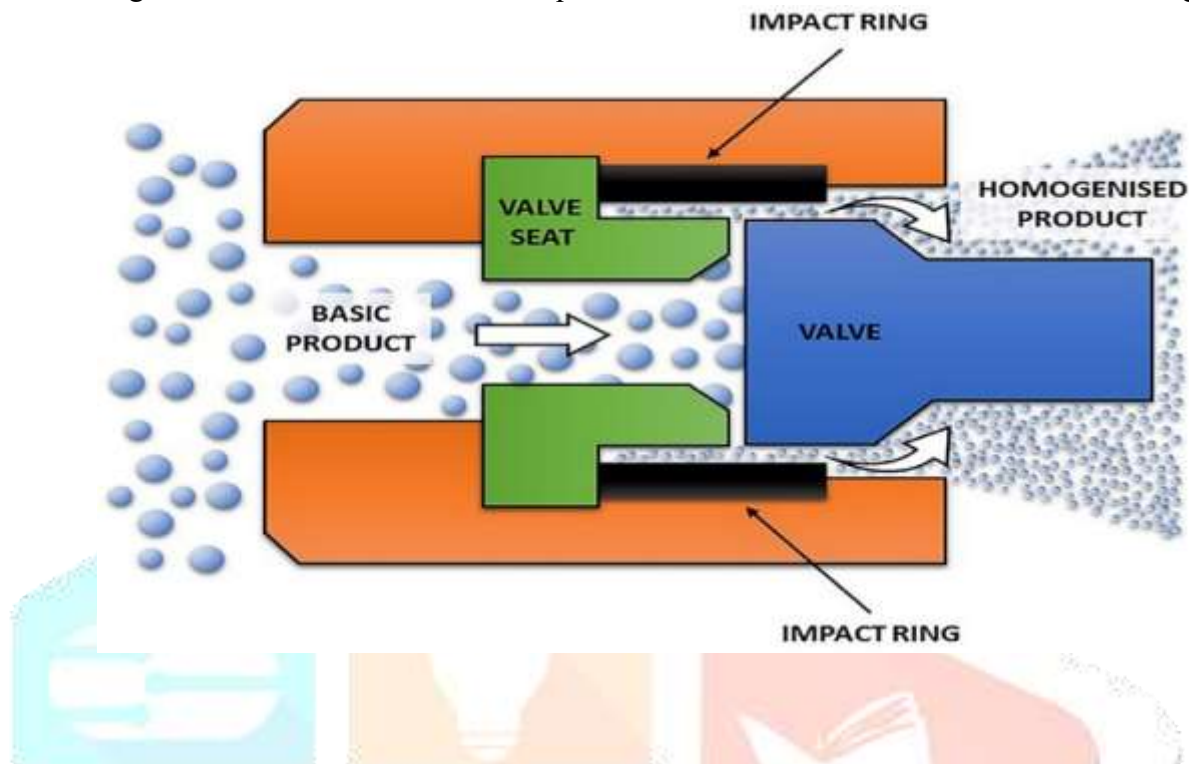 IMPACT RING
VALVE
SEAT
HOMOGENISED
PRODUCT
BASIC
PRODUCT
VALVE
IMPACT RING